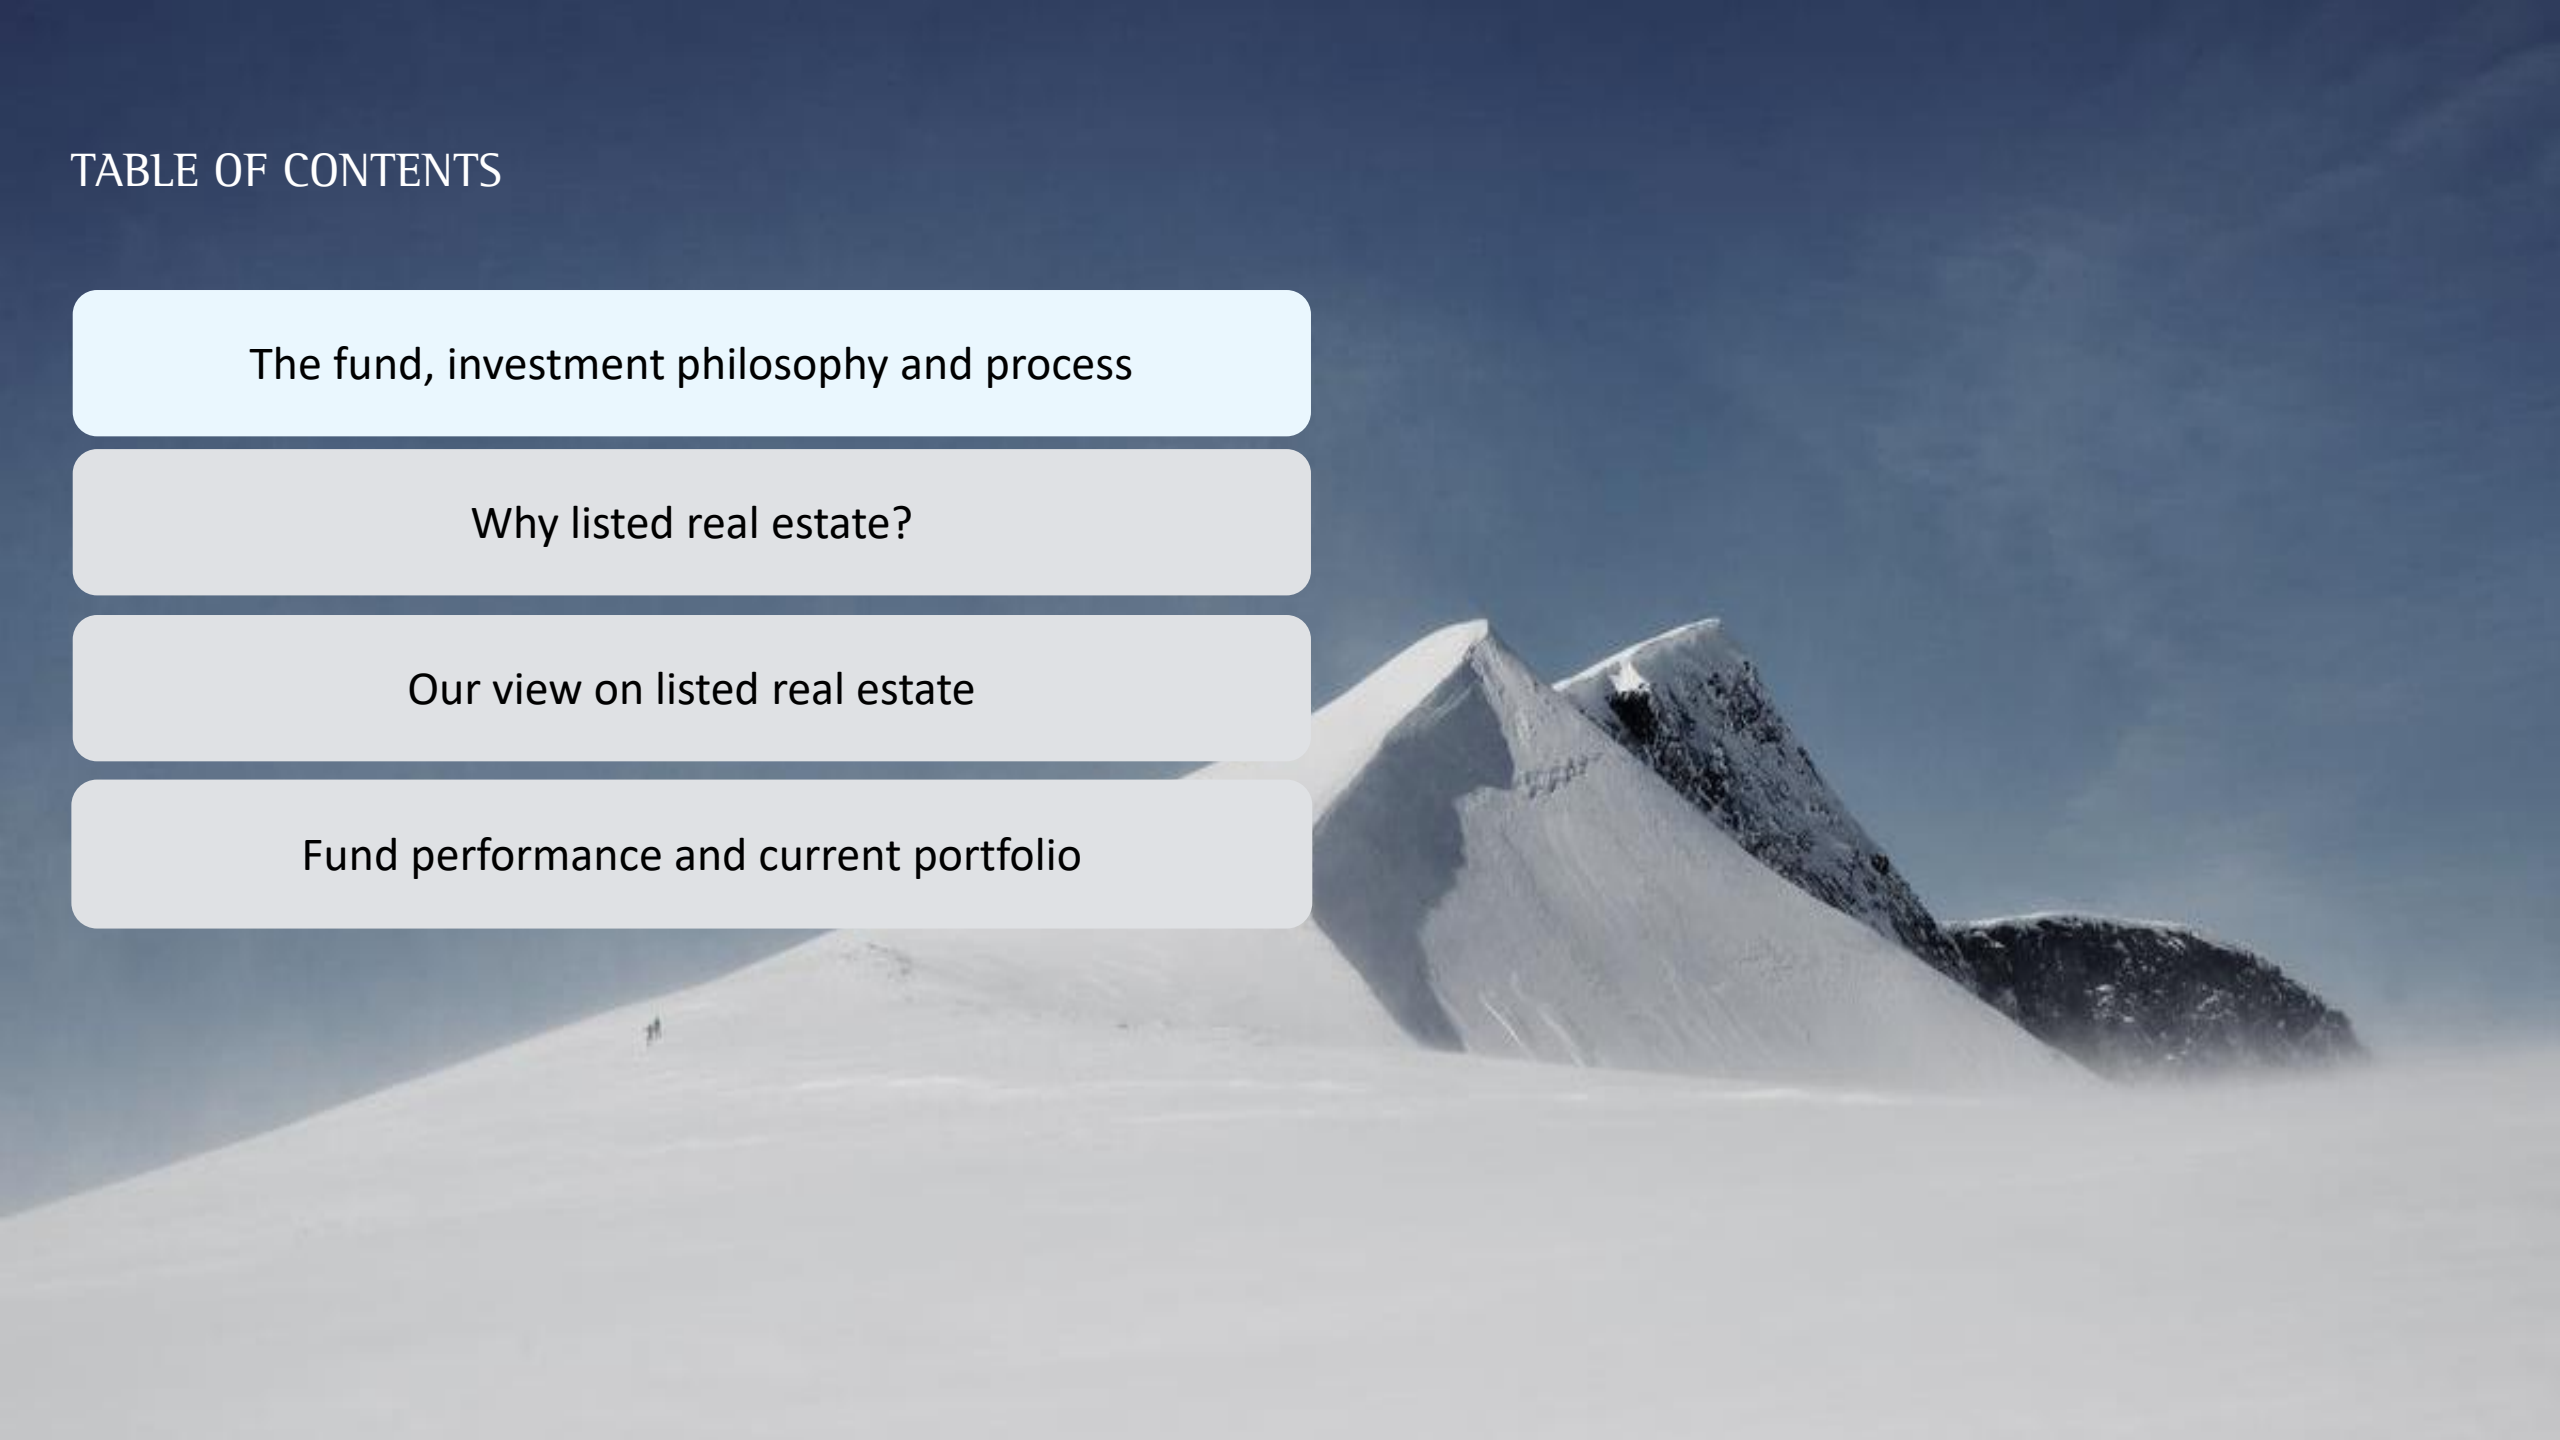 TABLE OF CONTENTS
The fund, investment philosophy and process
Why listed real estate?
Our view on listed real estate
Fund performance and current portfolio